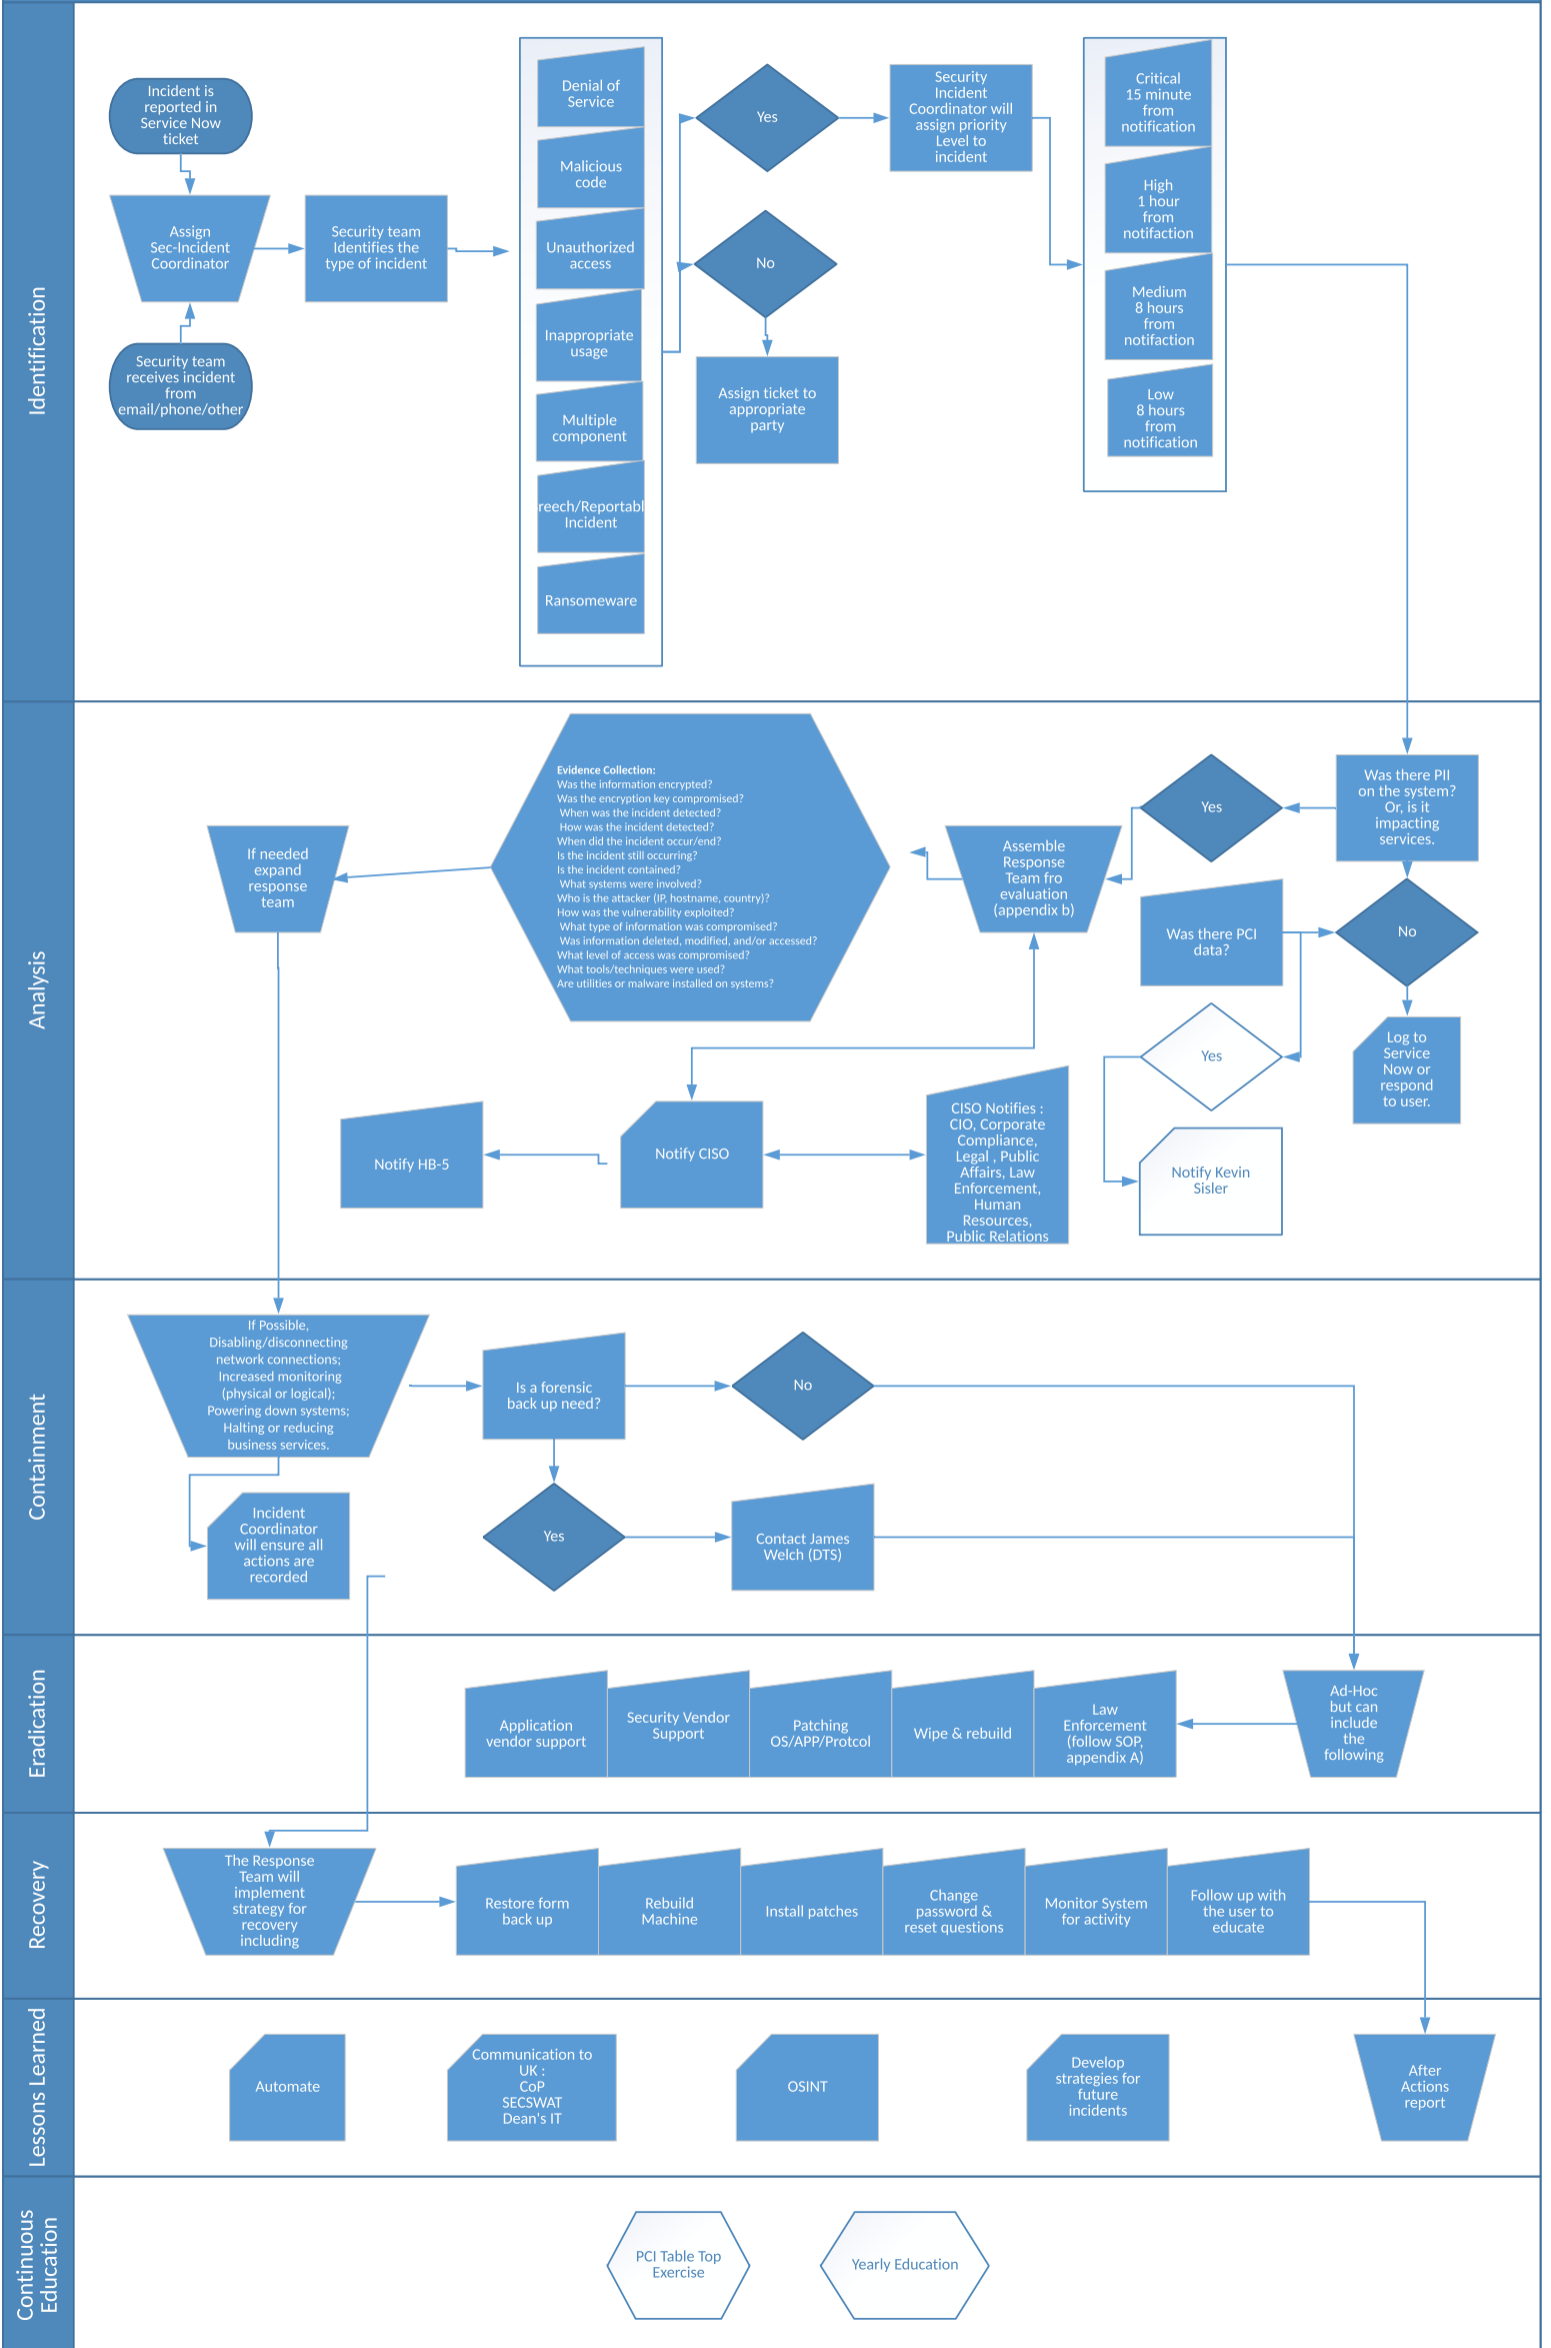 Identification
Incident is
reported in
Service Now
ticket
Assign
Sec-Incident
Coordinator
Security team
receives incident
from
email/phone/other
Security team
Identifies the
type of incident
Denial of
Service
Malicious
code
Unauthorized
access
Inappropriate
usage
Multiple
component
reech/Reportabl
Incident
Ransomeware
Yes
No
Assign ticket to
appropriate
party
Security
Incident
Coordinator will
assign priority
Level to
incident
Critical
15 minute
from
notification
High
1 hour
from
notifaction
Medium
8 hours
from
notifaction
Low
8 hours
from
notification
Analysis
Was there PII
on the system?
Or, is it
impacting
services.
Yes
No
Was there PCI
data?
Yes
Log to
Service
Now or
respond
to user.
Notify Kevin
Sisler
Assemble
Response
Team fro
evaluation
(appendix b)
Evidence Collection:
Was the information encrypted?
Was the encryption key compromised?
When was the incident detected?
How was the incident detected?
When did the incident occur/end?
Is the incident still occurring?
Is the incident contained?
What systems were involved?
Who is the attacker (IP, hostname, country)?
How was the vulnerability exploited?
What type of information was compromised?
Was information deleted, modified, and/or accessed?
What level of access was compromised?
What tools/techniques were used?
Are utilities or malware installed on systems?
If needed
expand
response
team
Notify HB-5
Notify CISO
CISO Notifies :
CIO, Corporate
Compliance,
Legal , Public
Affairs, Law
Enforcement,
Human
Resources,
Public Relations
Containment
If Possible,
Disabling/disconnecting
network connections;
Increased monitoring
(physical or logical);
Powering down systems;
Halting or reducing
business services.
Incident
Coordinator
will ensure all
actions are
recorded
Is a forensic
back up need?
No
Yes
Contact James
Welch (DTS)
Eradication
Application
vendor support
Security Vendor
Support
Patching
OS/APP/Protcol
Wipe & rebuild
Law
Enforcement
(follow SOP,
appendix A)
Ad-Hoc
but can
include
the
following
Recovery
The Response
Team will
implement
strategy for
recovery
including
Restore form
back up
Rebuild
Machine
Install patches
Change
password &
reset questions
Monitor System
for activity
Follow up with
the user to
educate
Lessons Learned
Automate
Communication to
UK :
CoP
SECSWAT
Dean's IT
OSINT
Develop
strategies for
future
incidents
After
Actions
report
Continuous
Education
PCI Table Top
Exercise
Yearly Education